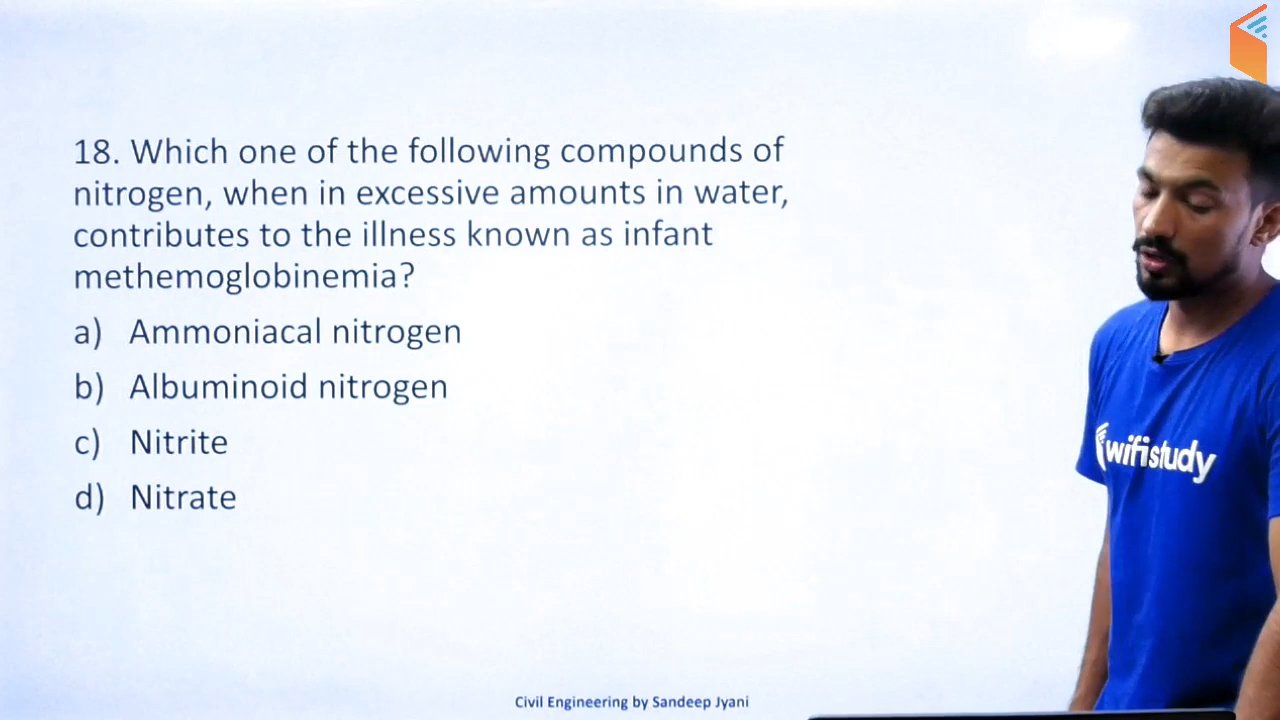 18. Which one of the following compounds of
nitrogen, when in excessive amounts in water,
contributes to the illness known as infant
methemoglobinemia?
a) Ammoniacal nitrogen
b) Albuminoid nitrogen
c) Nitrite
d) Nitrate
wifistudy
Civil Engineering by Sandeep Jyani